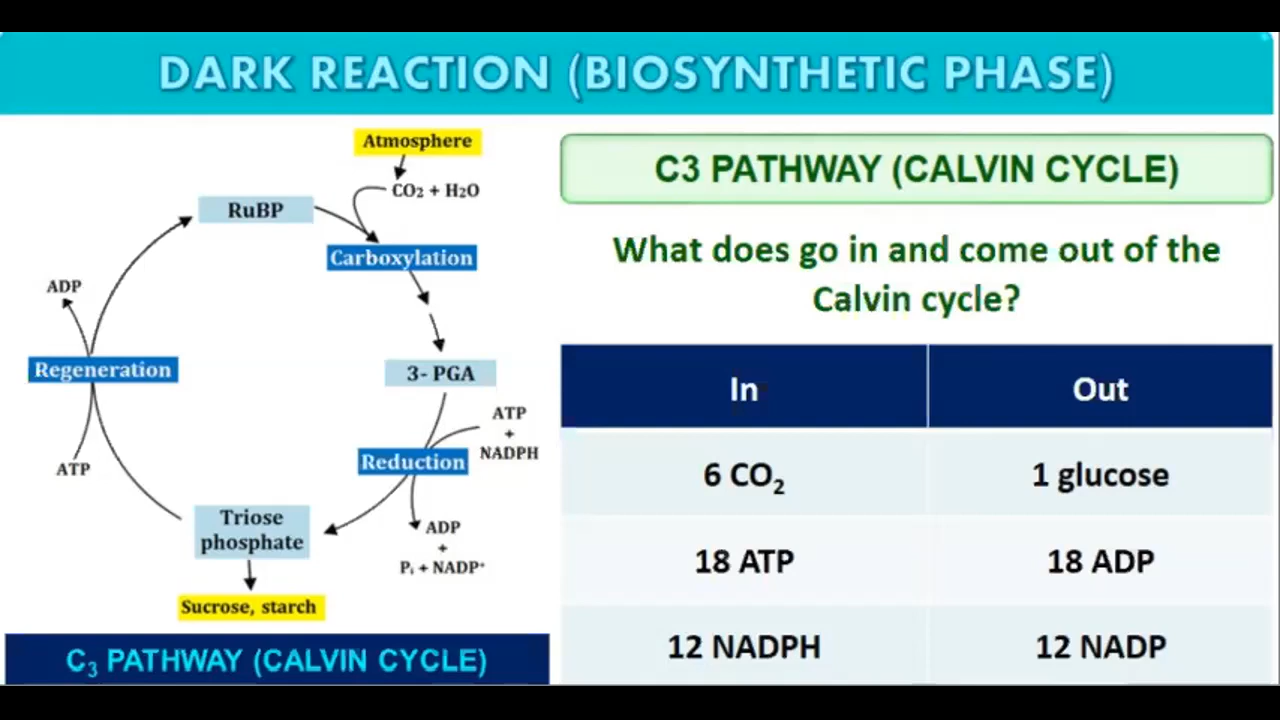 DARK REACTION (BIOSYNTHETIC PHASE)
Atmosphere
CO₂ + H₂O
RuBP
Carboxylation
ADP
Regeneration
3- PGA
ATP
+
NADPH
Reduction
ATP
Triose
phosphate
ADP
+
Pᵢ + NADP⁺
Sucrose, starch
C₃ PATHWAY (CALVIN CYCLE)
C3 PATHWAY (CALVIN CYCLE)
What does go in and come out of the
Calvin cycle?
In Out
6 CO₂ 1 glucose
18 ATP 18 ADP
12 NADPH 12 NADP